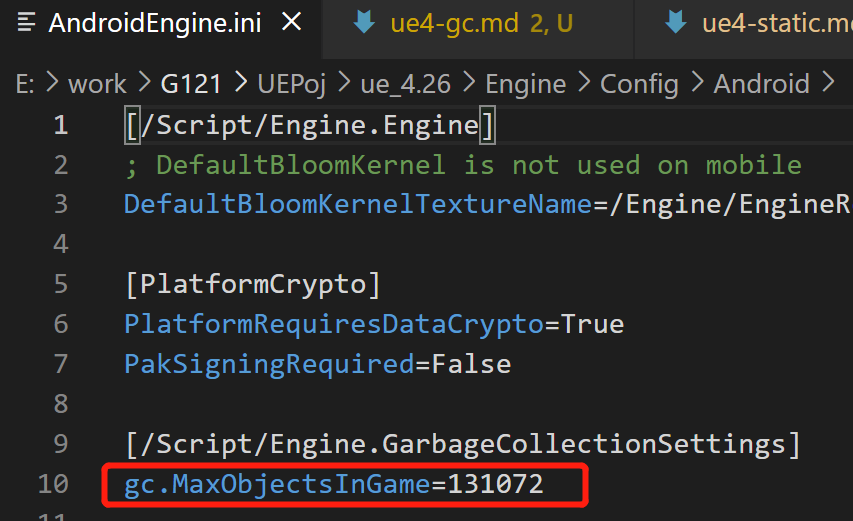 AndroidEngine.ini × ue4-gc.md 2, U ue4-static.m
E: > work > G121 > UEPoj > ue_4.26 > Engine > Config > Android >
1 [/Script/Engine.Engine]
2 ; DefaultBloomKernel is not used on mobile
3 DefaultBloomKernelTextureName=/Engine/EngineR
4
5 [PlatformCrypto]
6 PlatformRequiresDataCrypto=True
7 PakSigningRequired=False
8
9 [/Script/Engine.GarbageCollectionSettings]
10 gc.MaxObjectsInGame=131072